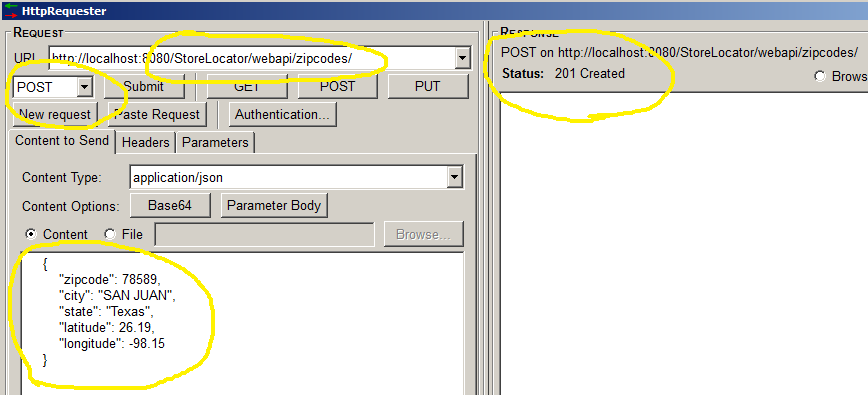 HttpRequester
REQUEST
URL http://localhost:8080/StoreLocator/webapi/zipcodes/
POST Submit GET POST PUT
New request Paste Request Authentication...
Content to Send Headers Parameters
Content Type: application/json
Content Options: Base64 Parameter Body
Content File Browse...
{
"zipcode": 78589,
"city": "SAN JUAN",
"state": "Texas",
"latitude": 26.19,
"longitude": -98.15
}
RESPONSE
POST on http://localhost:8080/StoreLocator/webapi/zipcodes/
Status: 201 Created
Brows